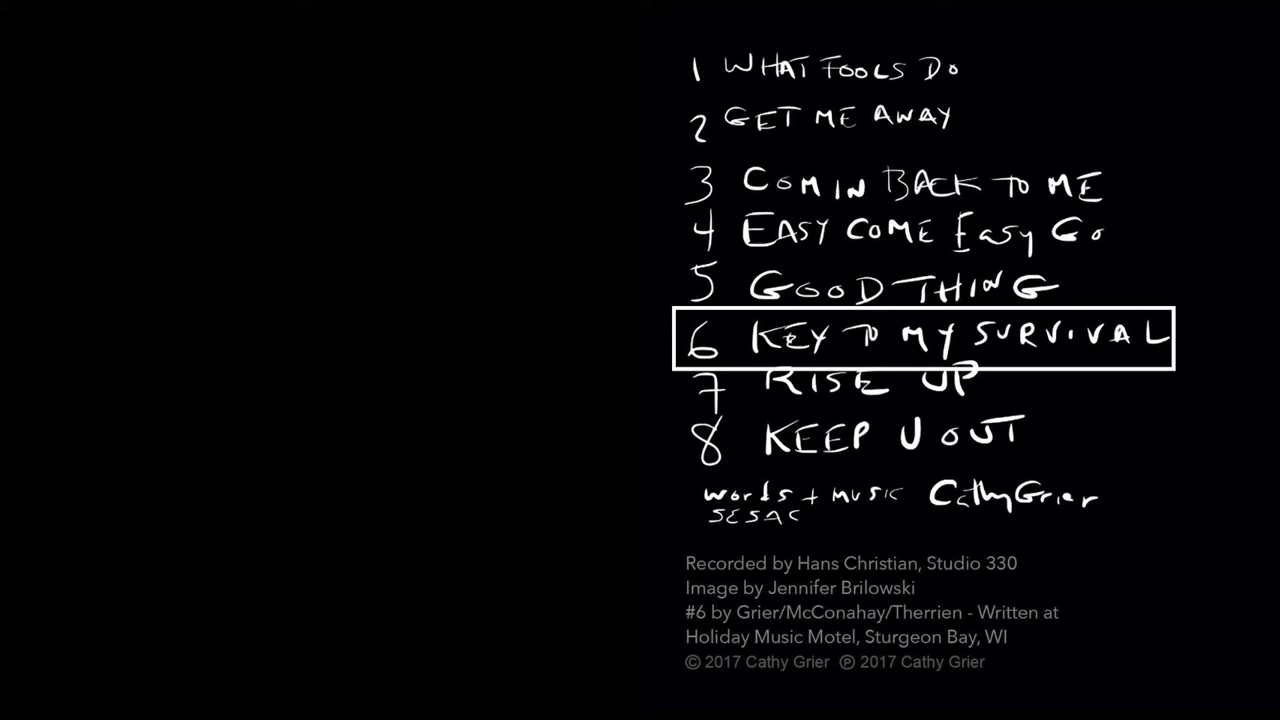 1 WHAT FOOLS DO
2 GET ME AWAY
3 COMIN BACK TO ME
4 EASY COME Easy Go
5 GOOD THING
6 KEY TO MY SURVIVAL
7 RISE UP
8 KEEP U OUT
words + MUSIC CathyGrier
SESAC
Recorded by Hans Christian, Studio 330
Image by Jennifer Brilowski
#6 by Grier/McConahay/Therrien - Written at
Holiday Music Motel, Sturgeon Bay, WI
© 2017 Cathy Grier ℗ 2017 Cathy Grier